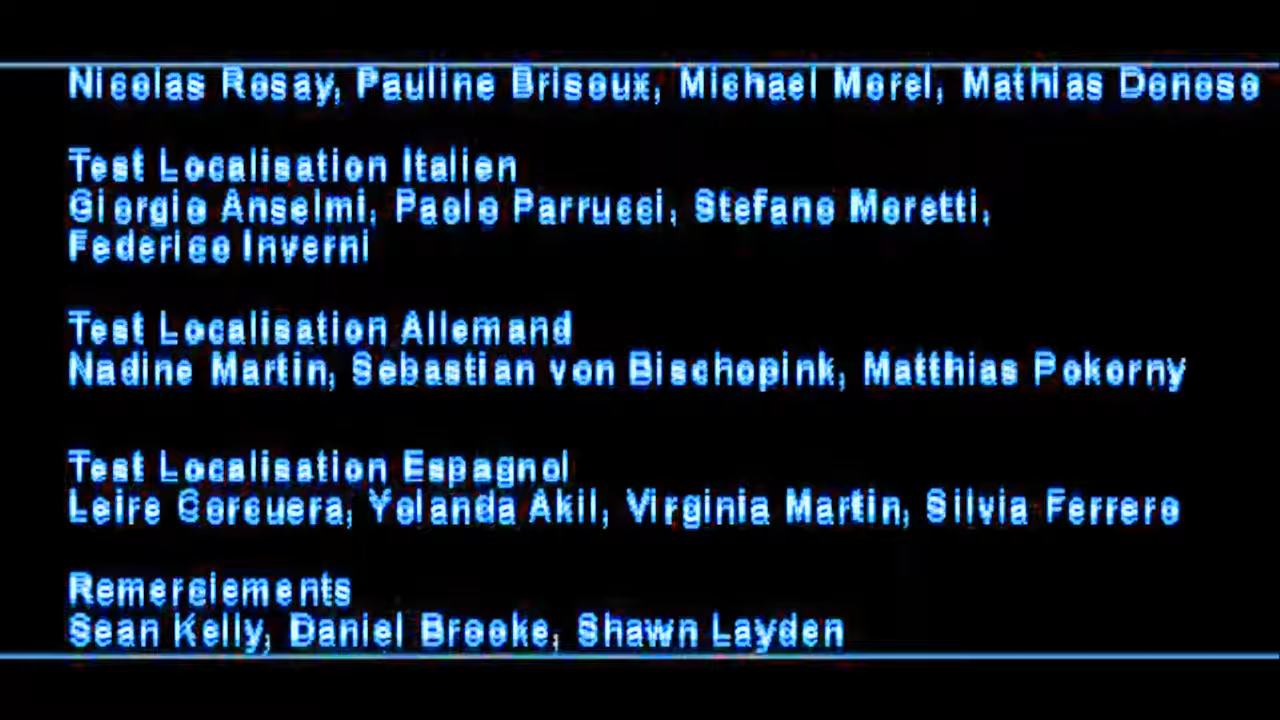 Nicolas Rosay, Pauline Brisoux, Michael Morel, Mathias Donoso
Test Localisation Italien
Giorgio Anselmi, Paolo Parrucci, Stefano Moretti,
Federico Inverni
Test Localisation Allemand
Nadine Martin, Sebastian von Bischopink, Matthias Pokorny
Test Localisation Espagnol
Leire Corcuera, Yolanda Akil, Virginia Martin, Silvia Ferrero
Remerciements
Sean Kelly, Daniel Brooke, Shawn Layden